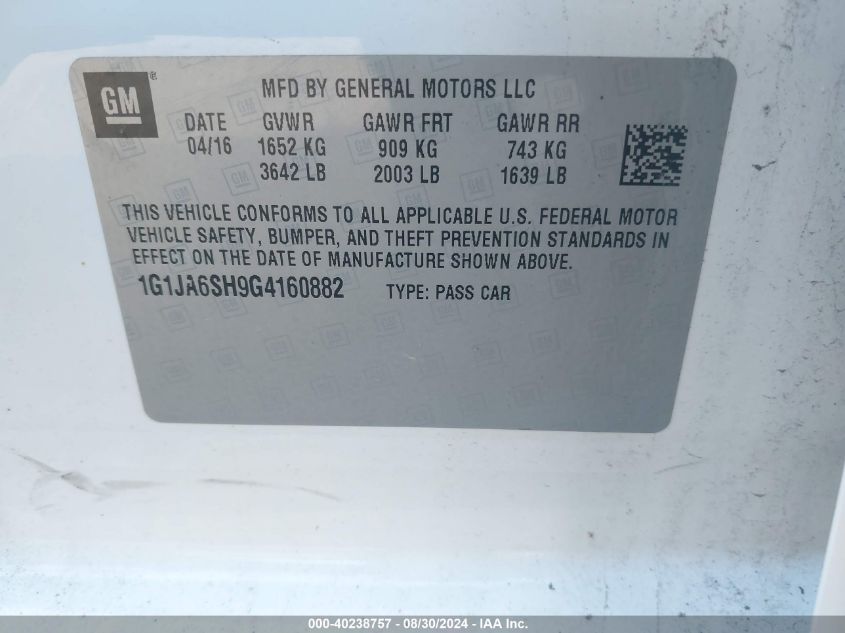 GM®
MFD BY GENERAL MOTORS LLC
DATE GVWR GAWR FRT GAWR RR
04/16 1652 KG 909 KG 743 KG
3642 LB 2003 LB 1639 LB
THIS VEHICLE CONFORMS TO ALL APPLICABLE U.S. FEDERAL MOTOR
VEHICLE SAFETY, BUMPER, AND THEFT PREVENTION STANDARDS IN
EFFECT ON THE DATE OF MANUFACTURE SHOWN ABOVE.
1G1JA6SH9G4160882 TYPE: PASS CAR
000-40238757 - 08/30/2024 - IAA Inc.